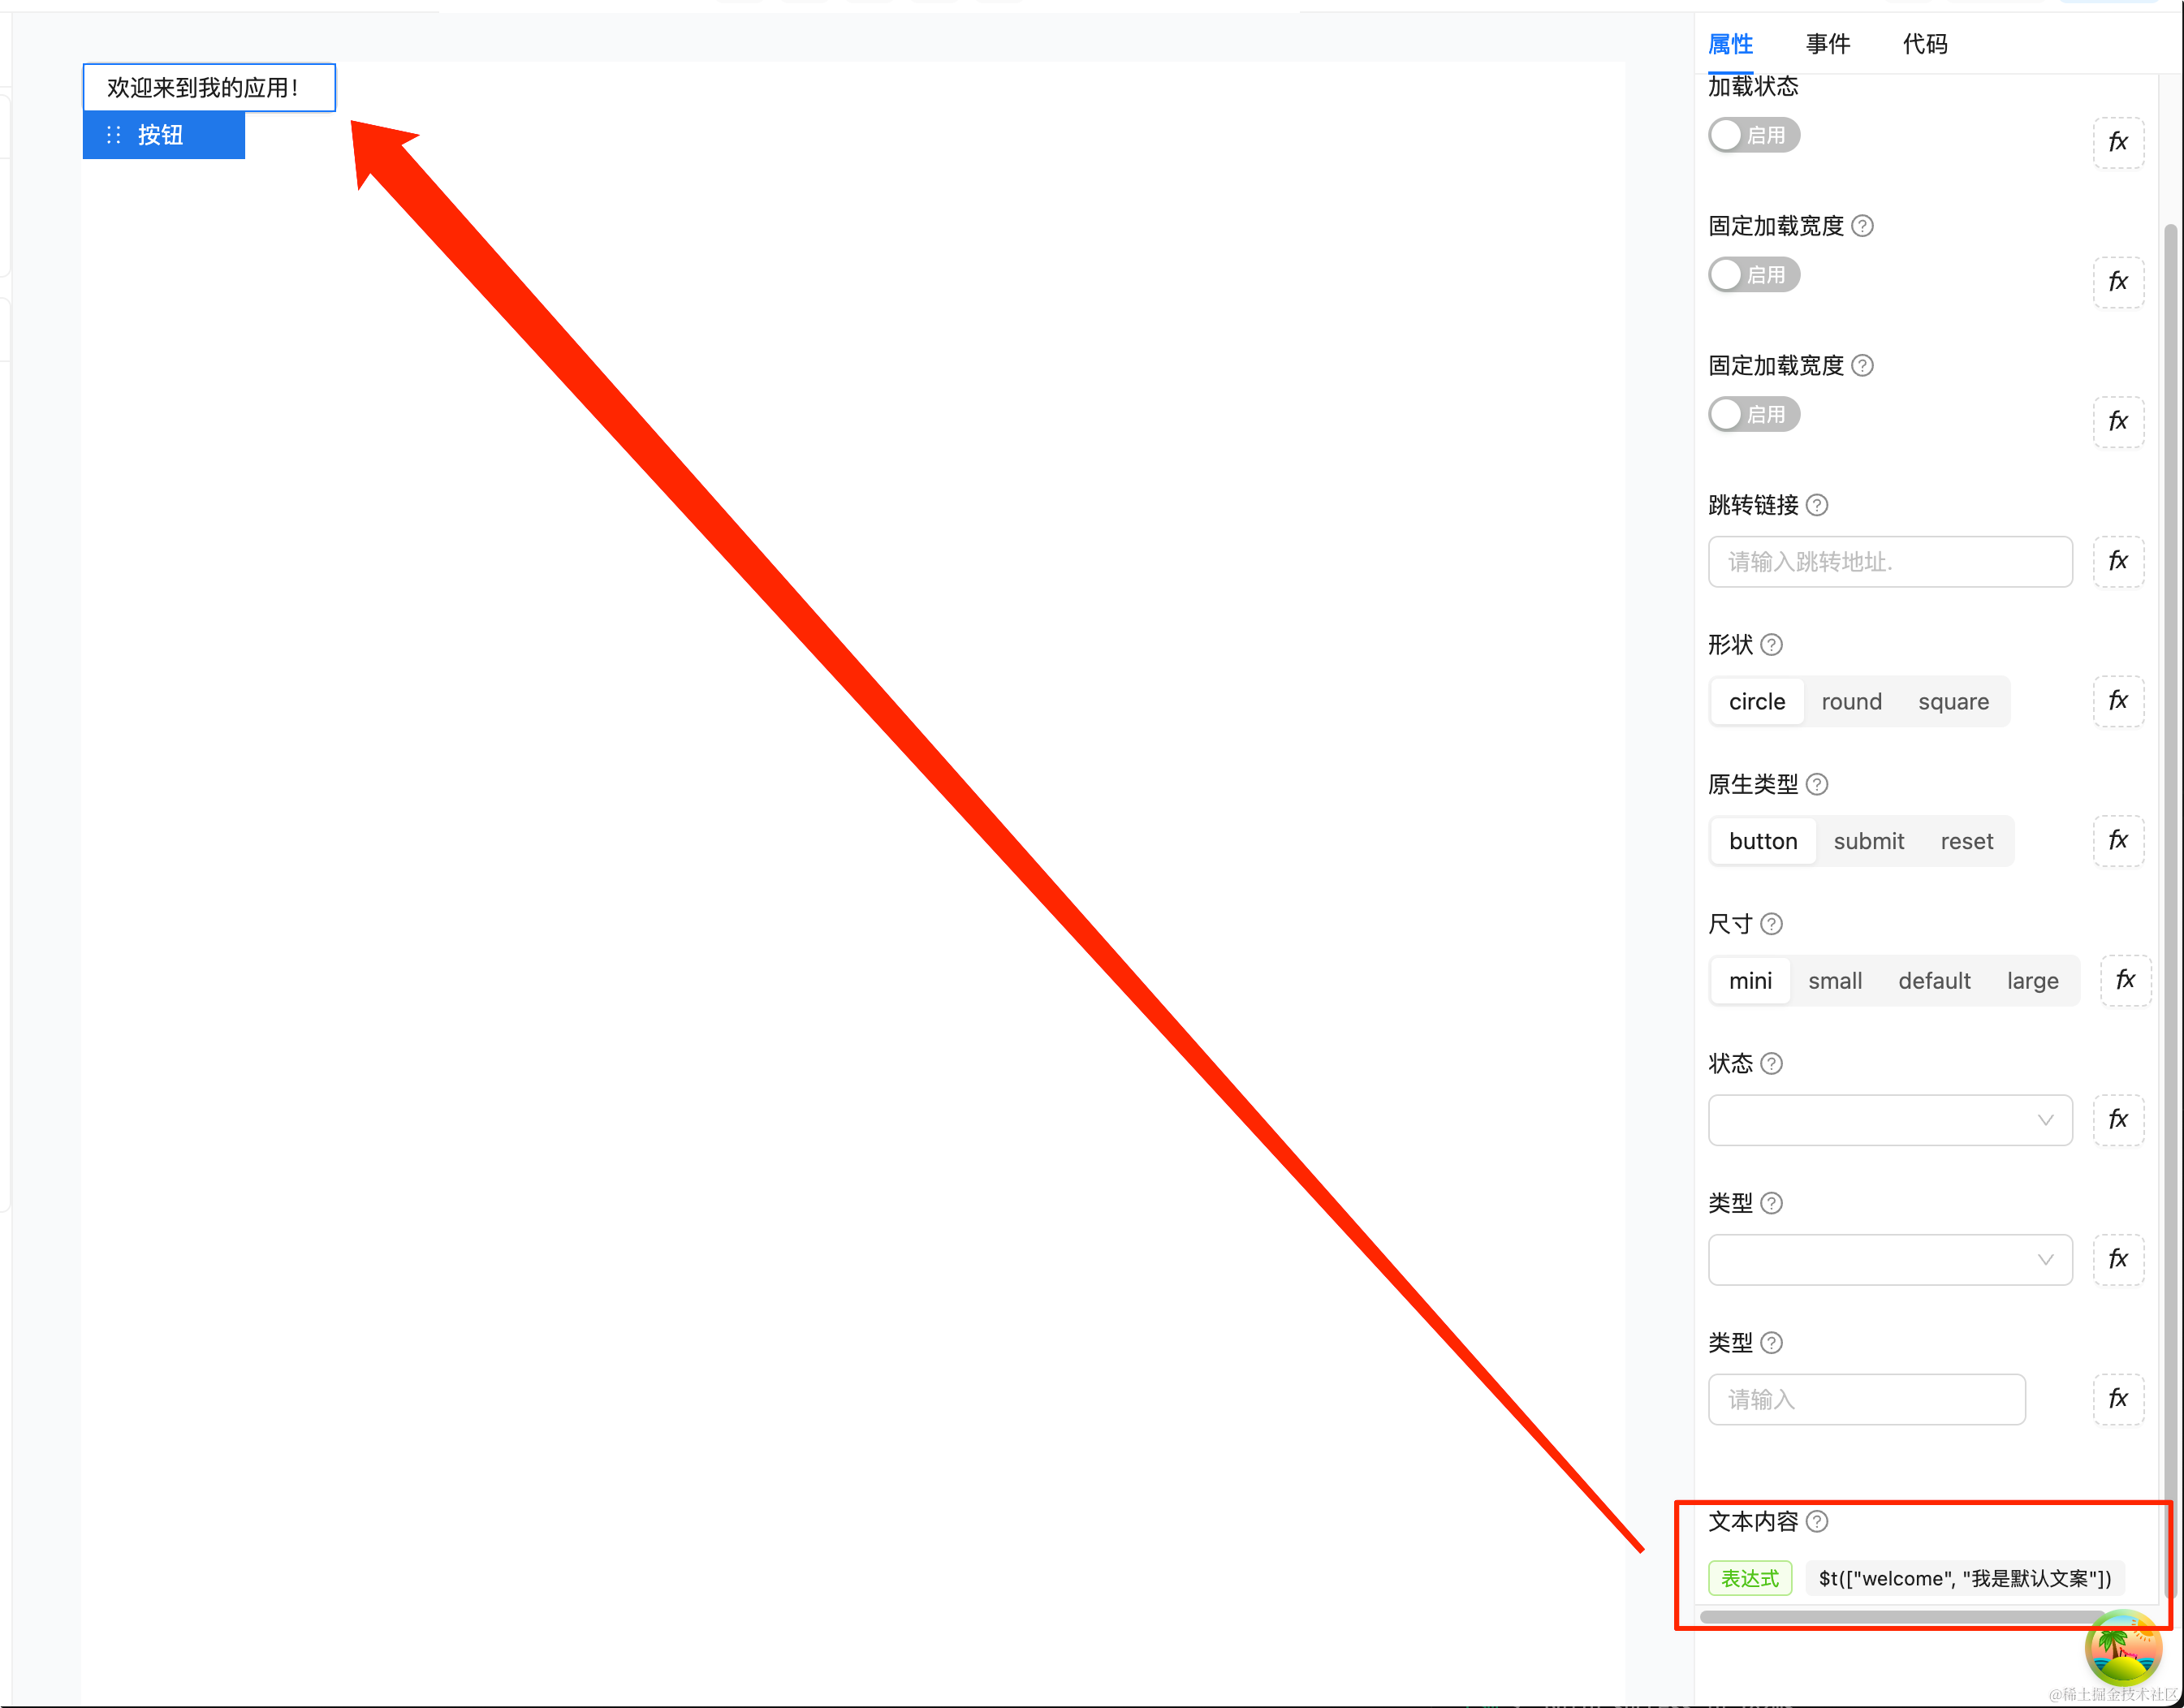 欢迎来到我的应用！
按钮
属性 事件 代码
加载状态
启用 fx
固定加载宽度 ?
启用 fx
固定加载宽度 ?
启用 fx
跳转链接 ?
请输入跳转地址. fx
形状 ?
circle round square fx
原生类型 ?
button submit reset fx
尺寸 ?
mini small default large fx
状态 ?
fx
类型 ?
fx
类型 ?
请输入 fx
文本内容 ?
表达式 $t(["welcome", "我是默认文案"])
@稀土掘金技术社区